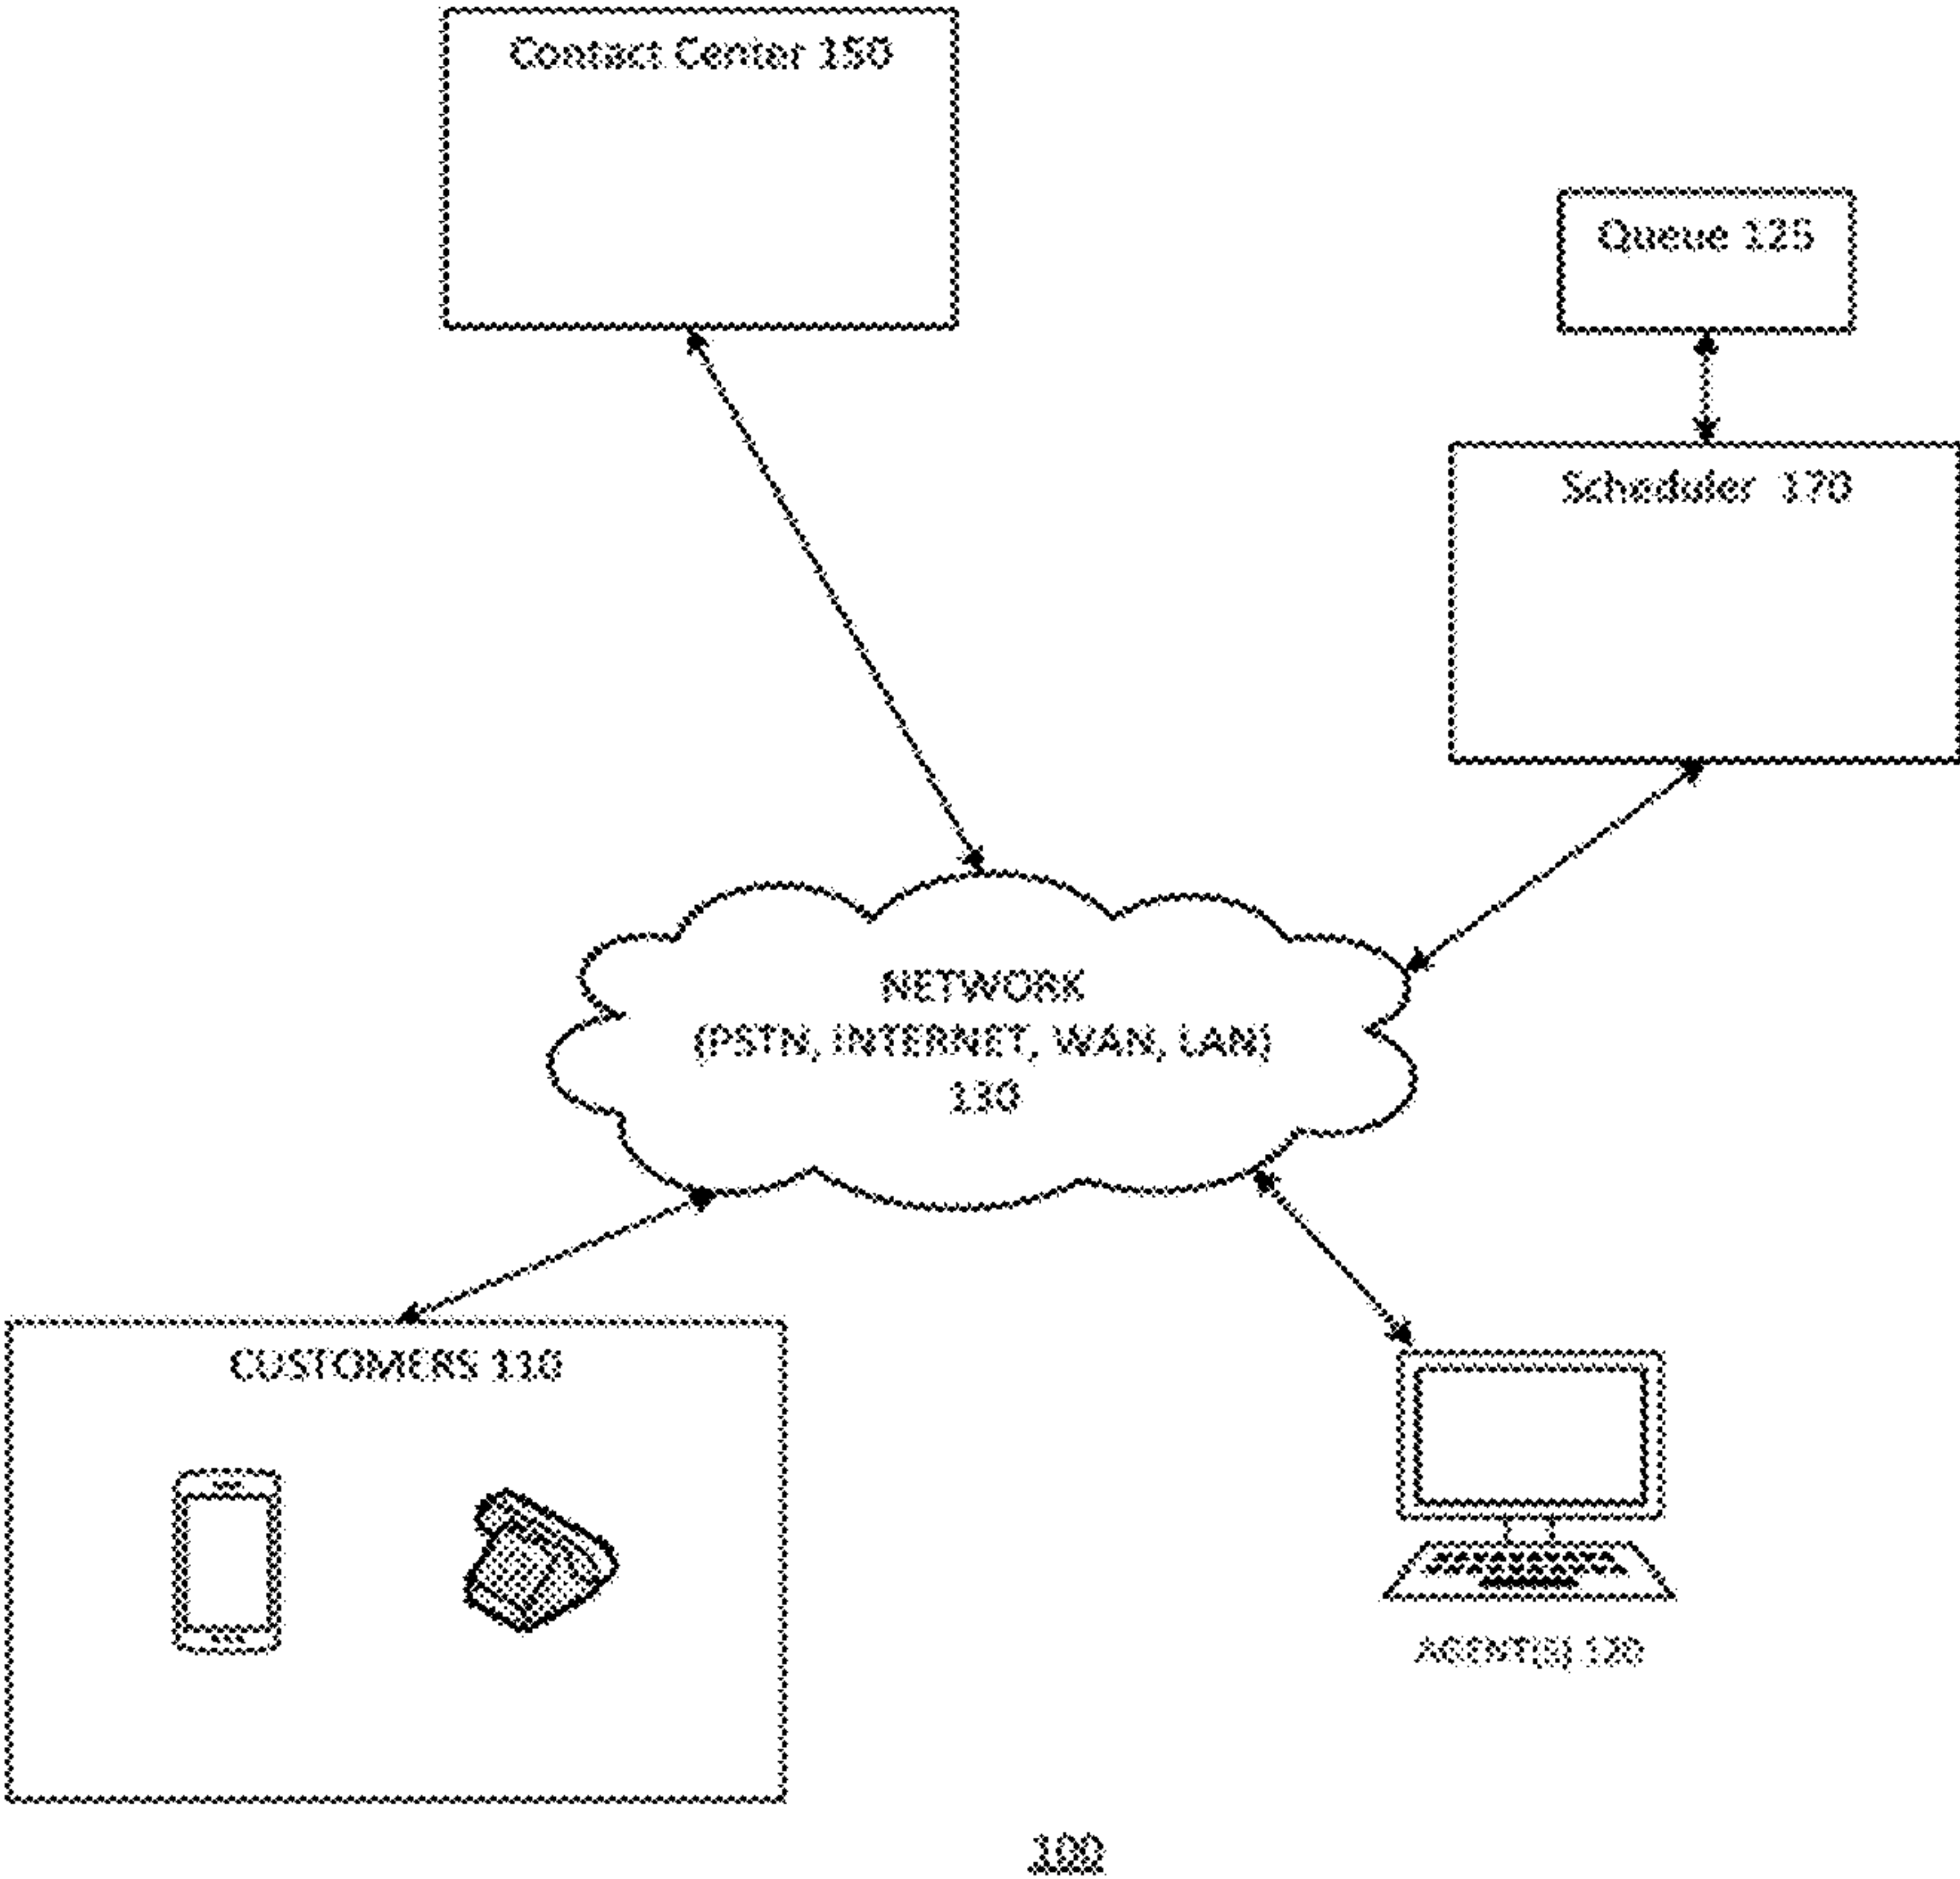 Contact Center 150
Queue 125
Scheduler 170
NETWORK
(PSTN, INTERNET, WAN, LAN)
130
CUSTOMERS 110
AGENT(S) 120
100